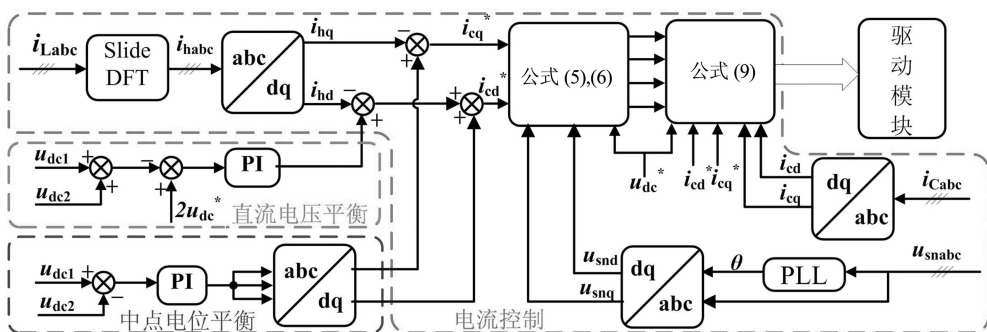 i_Labc
Slide
DFT
i_habc
abc
dq
i_hq
i_hd
−
+
i_cq*
−
+
+
+
i_cd*
公式 (5),(6)
公式 (9)
驱动模块
u_dc1
u_dc2
+
+
−
+
2u_dc*
PI
直流电压平衡
u_dc*
i_cd*
i_cq*
i_cd
i_cq
dq
abc
i_Cabc
u_dc1
u_dc2
+
−
PI
abc
dq
中点电位平衡
u_snd
u_snq
dq
abc
θ
PLL
u_snabc
电流控制